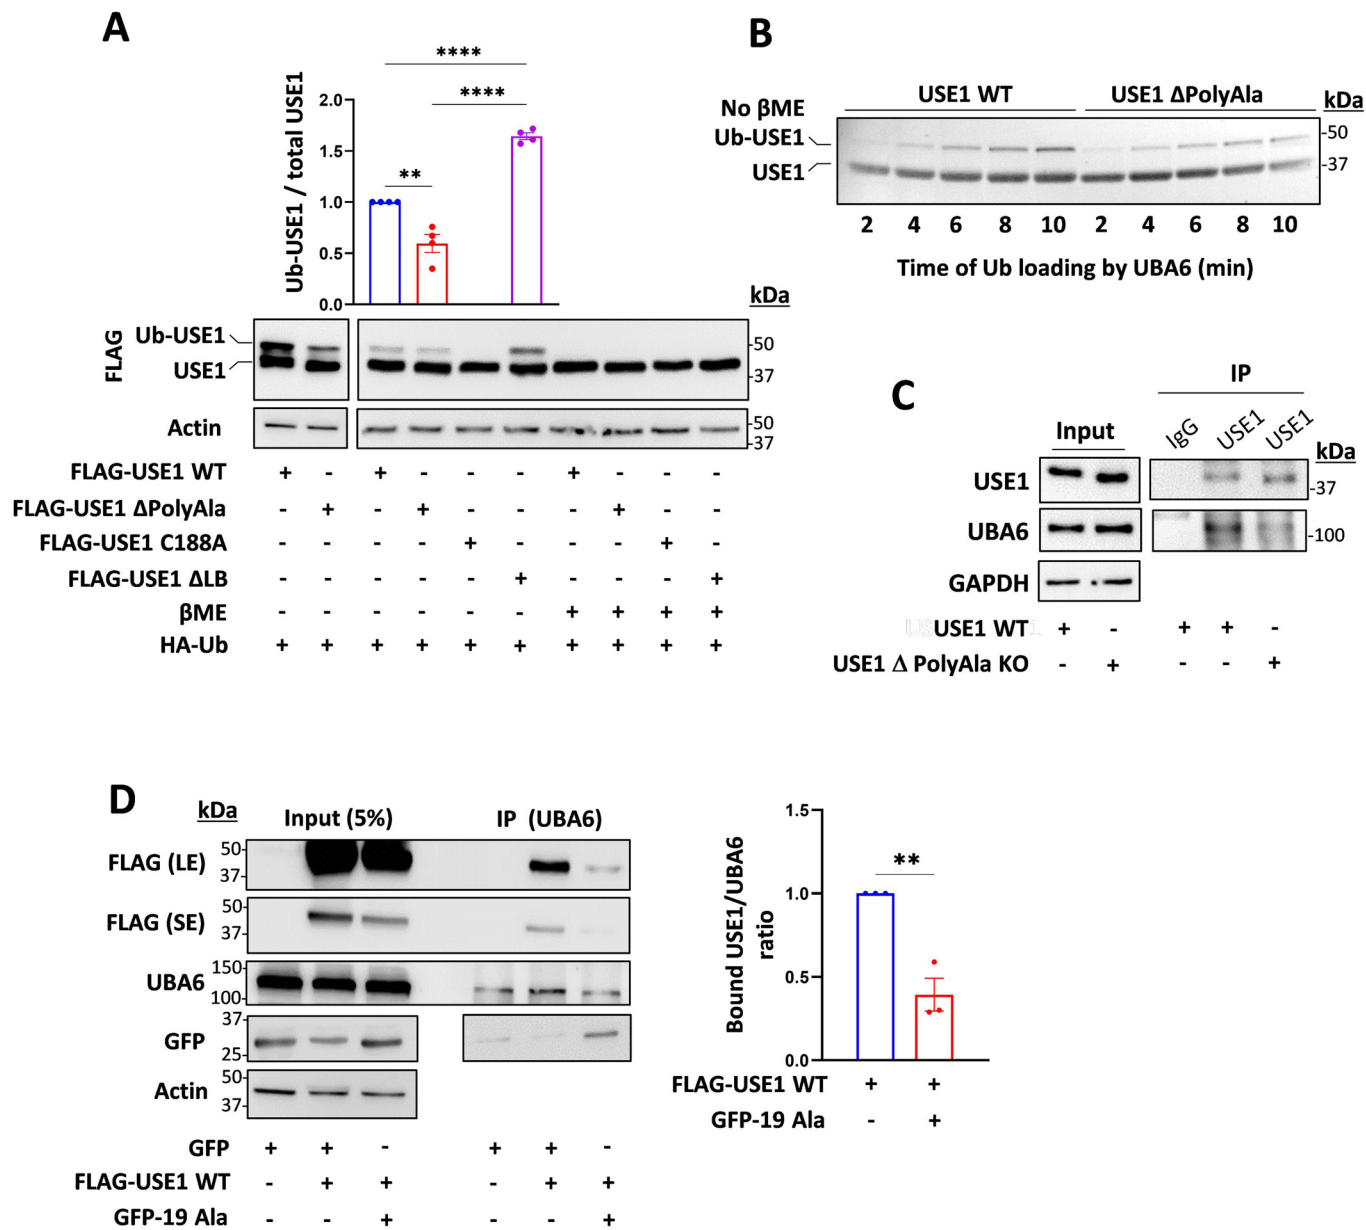 A
****
****
**
Ub-USE1 / total USE1
2.0
1.5
1.0
0.5
0.0
kDa
FLAG
Ub-USE1
USE1
-50
-37
Actin
-50
-37
FLAG-USE1 WT + - + - - - + - - -
FLAG-USE1 ΔPolyAla - + - + - - - + - -
FLAG-USE1 C188A - - - - + - - - + -
FLAG-USE1 ΔLB - - - - - + - - - +
βME - - - - - - + + + +
HA-Ub + + + + + + + + + +
B
USE1 WT USE1 ΔPolyAla kDa
No βME
Ub-USE1
USE1
-50
-37
2 4 6 8 10 2 4 6 8 10
Time of Ub loading by UBA6 (min)
C
IP
Input IgG USE1 USE1 kDa
USE1 -37
UBA6 -100
GAPDH
USE1 WT + - + + -
USE1 Δ PolyAla KO - + - - +
D
kDa Input (5%) IP (UBA6)
FLAG (LE) 50-
37-
FLAG (SE) 50-
37-
UBA6 150-
100-
GFP 37-
25-
Actin 50-
37-
GFP + + - + + -
FLAG-USE1 WT - + + - + +
GFP-19 Ala - - + - - +
Bound USE1/UBA6
ratio
1.5
1.0
0.5
0.0
**
FLAG-USE1 WT + +
GFP-19 Ala - +